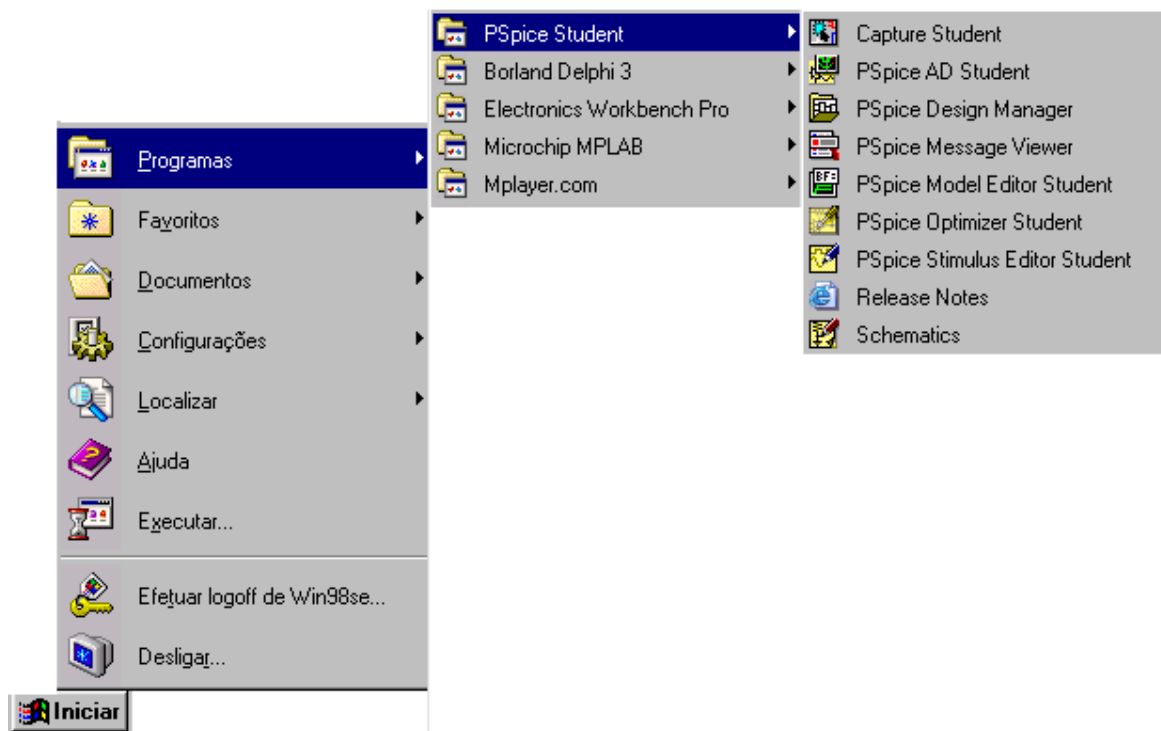 PSpice Student
Borland Delphi 3
Electronics Workbench Pro
Microchip MPLAB
Mplayer.com
Capture Student
PSpice AD Student
PSpice Design Manager
PSpice Message Viewer
PSpice Model Editor Student
PSpice Optimizer Student
PSpice Stimulus Editor Student
Release Notes
Schematics
Programas
Favoritos
Documentos
Configurações
Localizar
Ajuda
Executar...
Efetuar logoff de Win98se...
Desligar...
Iniciar